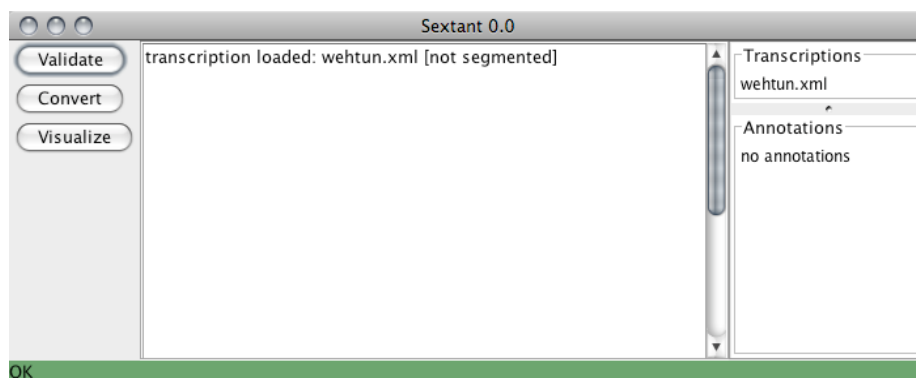 Sextant 0.0
Validate
Convert
Visualize
transcription loaded: wehtun.xml [not segmented]
Transcriptions
wehtun.xml
Annotations
no annotations
OK